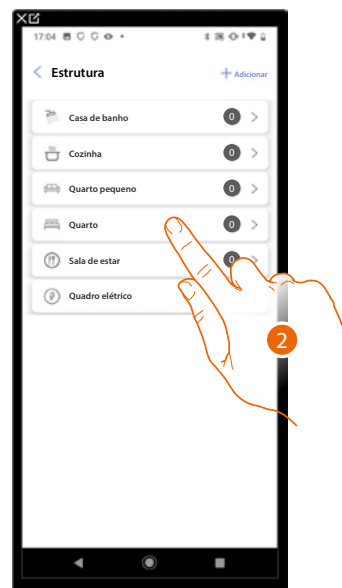 17:04
Estrutura
Adicionar
Casa de banho 0
Cozinha 0
Quarto pequeno 0
Quarto 0
Sala de estar 0
Quadro elétrico
2